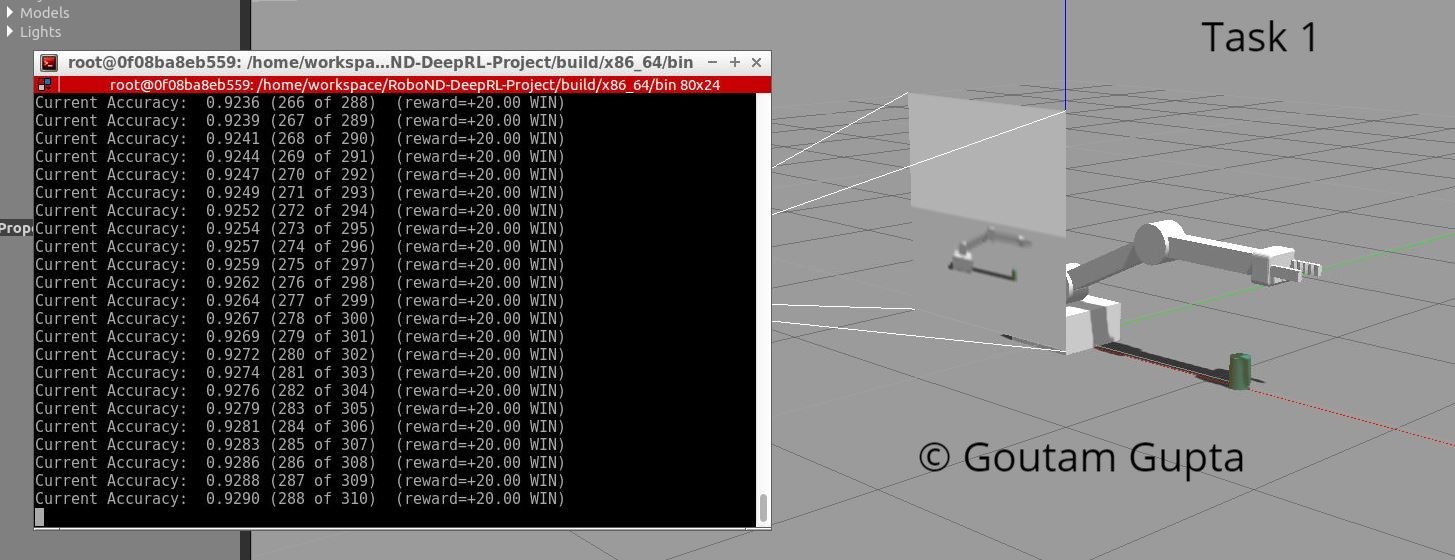 Models
Lights
Task 1
root@0f08ba8eb559: /home/workspa...ND-DeepRL-Project/build/x86_64/bin
root@0f08ba8eb559: /home/workspace/RoboND-DeepRL-Project/build/x86_64/bin 80x24
Current Accuracy:  0.9236 (266 of 288)  (reward=+20.00 WIN)
Current Accuracy:  0.9239 (267 of 289)  (reward=+20.00 WIN)
Current Accuracy:  0.9241 (268 of 290)  (reward=+20.00 WIN)
Current Accuracy:  0.9244 (269 of 291)  (reward=+20.00 WIN)
Current Accuracy:  0.9247 (270 of 292)  (reward=+20.00 WIN)
Current Accuracy:  0.9249 (271 of 293)  (reward=+20.00 WIN)
Current Accuracy:  0.9252 (272 of 294)  (reward=+20.00 WIN)
Current Accuracy:  0.9254 (273 of 295)  (reward=+20.00 WIN)
Current Accuracy:  0.9257 (274 of 296)  (reward=+20.00 WIN)
Current Accuracy:  0.9259 (275 of 297)  (reward=+20.00 WIN)
Current Accuracy:  0.9262 (276 of 298)  (reward=+20.00 WIN)
Current Accuracy:  0.9264 (277 of 299)  (reward=+20.00 WIN)
Current Accuracy:  0.9267 (278 of 300)  (reward=+20.00 WIN)
Current Accuracy:  0.9269 (279 of 301)  (reward=+20.00 WIN)
Current Accuracy:  0.9272 (280 of 302)  (reward=+20.00 WIN)
Current Accuracy:  0.9274 (281 of 303)  (reward=+20.00 WIN)
Current Accuracy:  0.9276 (282 of 304)  (reward=+20.00 WIN)
Current Accuracy:  0.9279 (283 of 305)  (reward=+20.00 WIN)
Current Accuracy:  0.9281 (284 of 306)  (reward=+20.00 WIN)
Current Accuracy:  0.9283 (285 of 307)  (reward=+20.00 WIN)
Current Accuracy:  0.9286 (286 of 308)  (reward=+20.00 WIN)
Current Accuracy:  0.9288 (287 of 309)  (reward=+20.00 WIN)
Current Accuracy:  0.9290 (288 of 310)  (reward=+20.00 WIN)
© Goutam Gupta